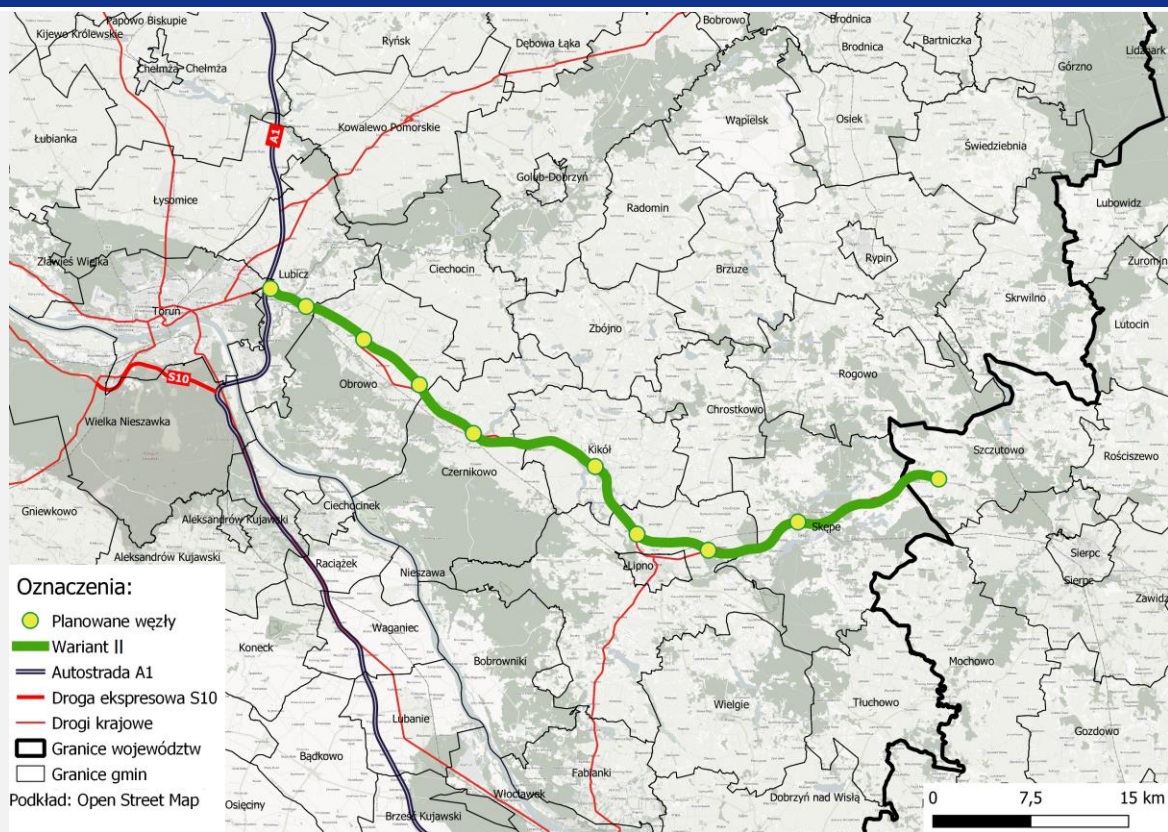 Papowo Biskupie
Kijewo Królewskie
Ryńsk
Dębowa Łąka
Bobrowo
Brodnica
Brodnica
Bartniczka
Lidzbark
Górzno
Chełmża
Chełmża
A1
Kowalewo Pomorskie
Wąpielsk
Osiek
Łubianka
Świedziebnia
Golub-Dobrzyń
Łysomice
Radomin
Lubowidz
Zławieś Wielka
Lubicz
Ciechocin
Brzuze
Rypin
Żuromin
Skrwilno
Toruń
Zbójno
Lutocin
S10
Obrowo
Rogowo
Chrostkowo
Wielka Nieszawka
Kikół
Szczutowo
Rościszewo
Czernikowo
Gniewkowo
Ciechocinek
Aleksandrów Kujawski
Skępe
Aleksandrów Kujawski
Raciążek
Nieszawa
Lipno
Sierpc
Sierpc
Zawidz
Waganiec
Koneck
Bobrowniki
Mochowo
Wielgie
Tłuchowo
Lubanie
Gozdowo
Bądkowo
Fabianki
Włocławek
Dobrzyń nad Wisłą
Osięciny
Brześć Kujawski
Oznaczenia:
Planowane węzły
Wariant II
Autostrada A1
Droga ekspresowa S10
Drogi krajowe
Granice województw
Granice gmin
Podkład: Open Street Map
0 7,5 15 km